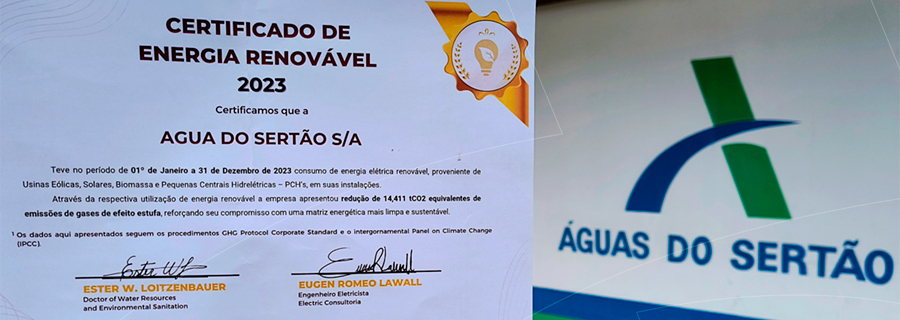 CERTIFICADO DE
ENERGIA RENOVÁVEL
2023
Certificamos que a
AGUA DO SERTÃO S/A
Teve no período de 01º de Janeiro a 31 de Dezembro de 2023 consumo de energia elétrica renovável, proveniente de
Usinas Eólicas, Solares, Biomassa e Pequenas Centrais Hidrelétricas – PCH's, em suas instalações.
Através da respectiva utilização de energia renovável a empresa apresentou redução de 14,411 tCO2 equivalentes de
emissões de gases de efeito estufa, reforçando seu compromisso com uma matriz energética mais limpa e sustentável.
¹ Os dados aqui apresentados seguem os procedimentos GHG Protocol Corporate Standard e o intergornamental Panel on Climate Change
(IPCC).
ESTER W. LOITZENBAUER
Doctor of Water Resources
and Environmental Sanitation
EUGEN ROMEO LAWALL
Engenheiro Eletricista
Electric Consultoria
ÁGUAS DO SERTÃO